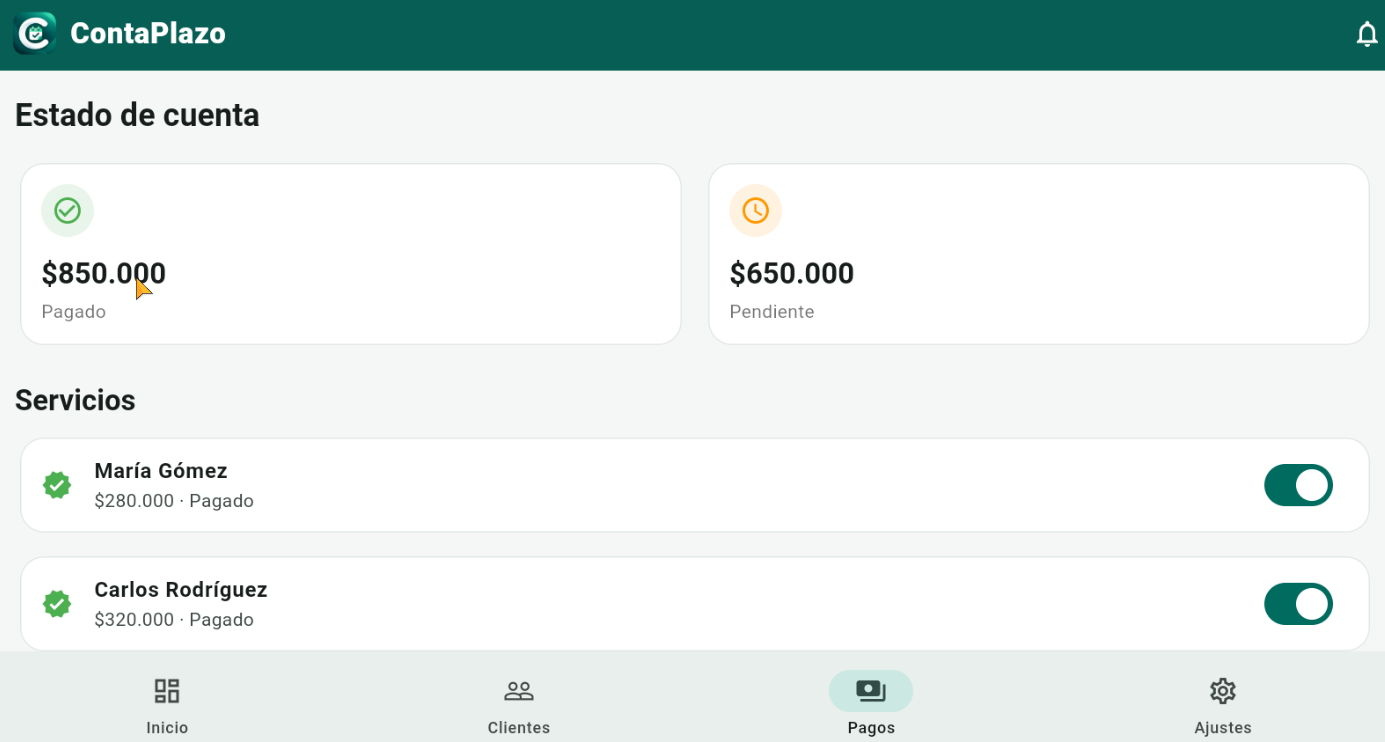 ContaPlazo
Estado de cuenta
$850.000
Pagado
$650.000
Pendiente
Servicios
María Gómez
$280.000 · Pagado
Carlos Rodríguez
$320.000 · Pagado
Inicio
Clientes
Pagos
Ajustes